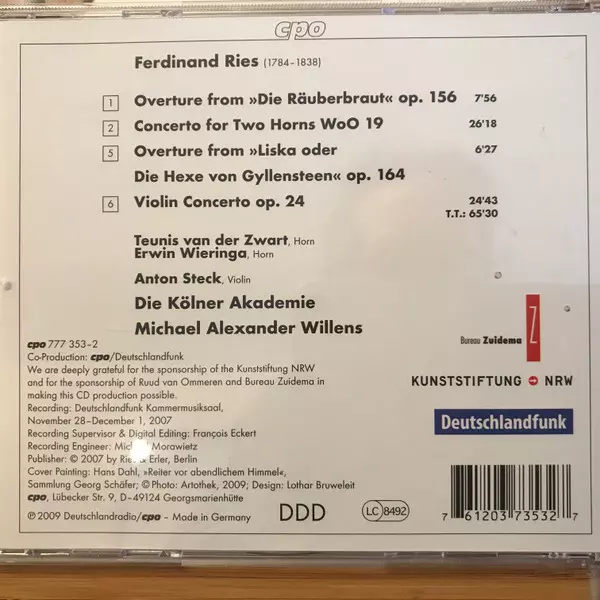 cpo
Ferdinand Ries (1784–1838)
1 Overture from »Die Räuberbraut« op. 156 7'56
2 Concerto for Two Horns WoO 19 26'18
5 Overture from »Liska oder 6'27
Die Hexe von Gyllensteen« op. 164
6 Violin Concerto op. 24 24'43
T.T.: 65'30
Teunis van der Zwart, Horn
Erwin Wieringa, Horn
Anton Steck, Violin
Die Kölner Akademie
Michael Alexander Willens
cpo 777 353–2
Co-Production: cpo/Deutschlandfunk
We are deeply grateful for the sponsorship of the Kunststiftung NRW
and for the sponsorship of Ruud van Ommeren and Bureau Zuidema in
making this CD production possible.
Recording: Deutschlandfunk Kammermusiksaal,
November 28–December 1, 2007
Recording Supervisor & Digital Editing: François Eckert
Recording Engineer: Morawietz
Publisher: © 2007 by Ries & Erler, Berlin
Cover Painting: Hans Dahl, »Reiter vor abendlichem Himmel«,
Sammlung Georg Schäfer; © Photo: Artothek, 2009; Design: Lothar Bruweleit
cpo, Lübecker Str. 9, D–49124 Georgsmarienhütte
℗ 2009 Deutschlandradio/cpo – Made in Germany
Bureau Zuidema Z
KUNSTSTIFTUNG NRW
Deutschlandfunk
DDD
LC 8492
7 61203 73532 7